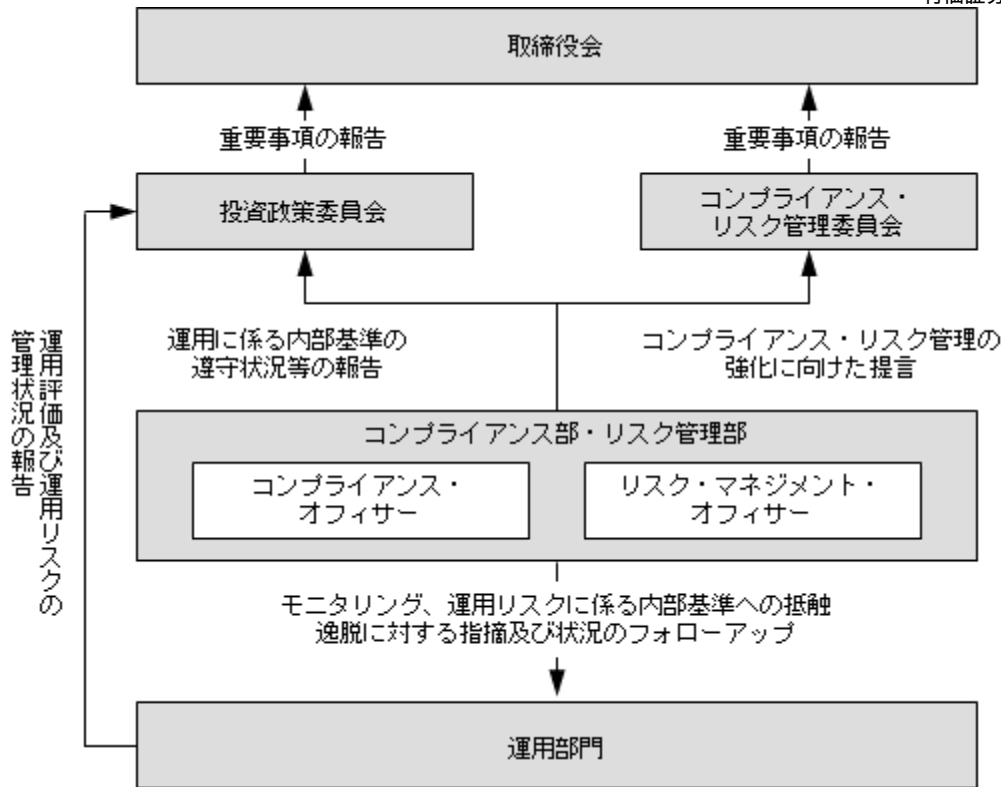 取締役会
重要事項の報告
重要事項の報告
投資政策委員会
コンプライアンス・
リスク管理委員会
運用に係る内部基準の
遵守状況等の報告
コンプライアンス・リスク管理の
強化に向けた提言
運用評価及び運用リスクの
管理状況の報告
コンプライアンス部・リスク管理部
コンプライアンス・
オフィサー
リスク・マネジメント・
オフィサー
モニタリング、運用リスクに係る内部基準への抵触
逸脱に対する指摘及び状況のフォローアップ
運用部門